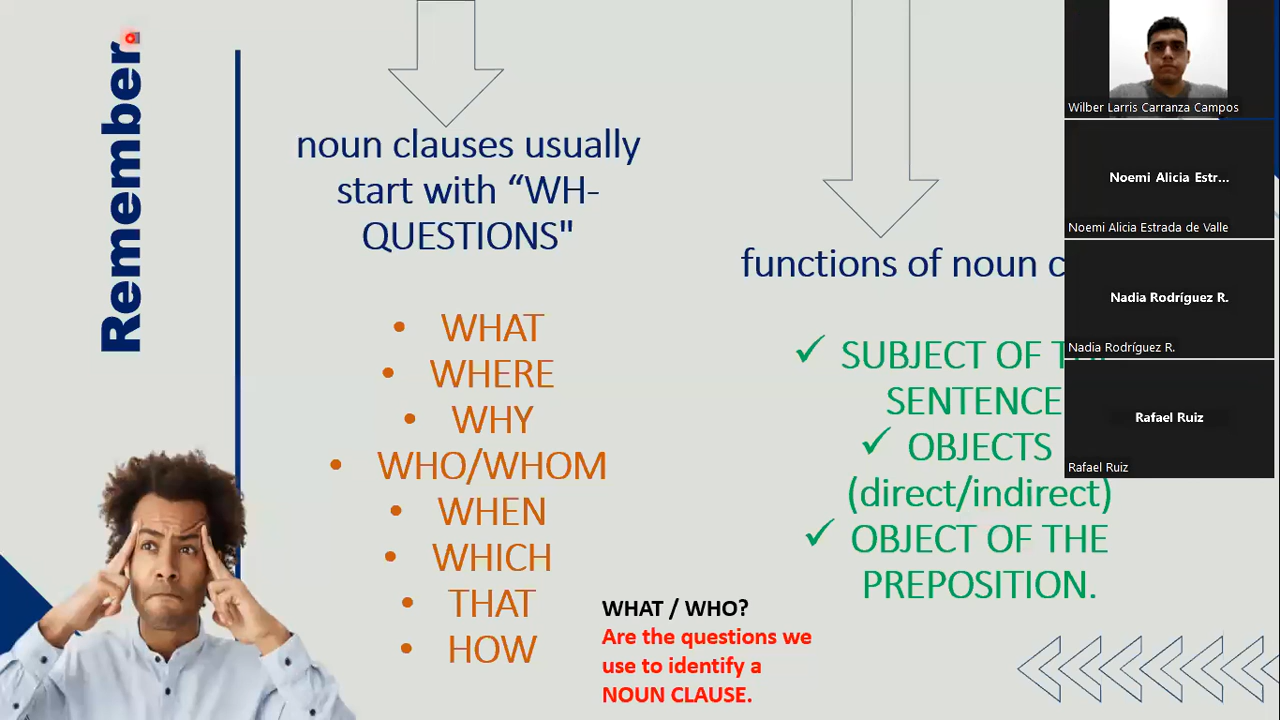 Remember.
noun clauses usually
start with “WH-
QUESTIONS"
• WHAT
• WHERE
• WHY
• WHO/WHOM
• WHEN
• WHICH
• THAT
• HOW
WHAT / WHO?
Are the questions we
use to identify a
NOUN CLAUSE.
functions of noun
✓ SUBJECT OF
SENTENCE
✓ OBJECTS
(direct/indirect)
✓ OBJECT OF THE
PREPOSITION.
Wilber Larris Carranza Campos
Noemi Alicia Estr...
Noemi Alicia Estrada de Valle
Nadia Rodríguez R.
Nadia Rodríguez R.
Rafael Ruiz
Rafael Ruiz